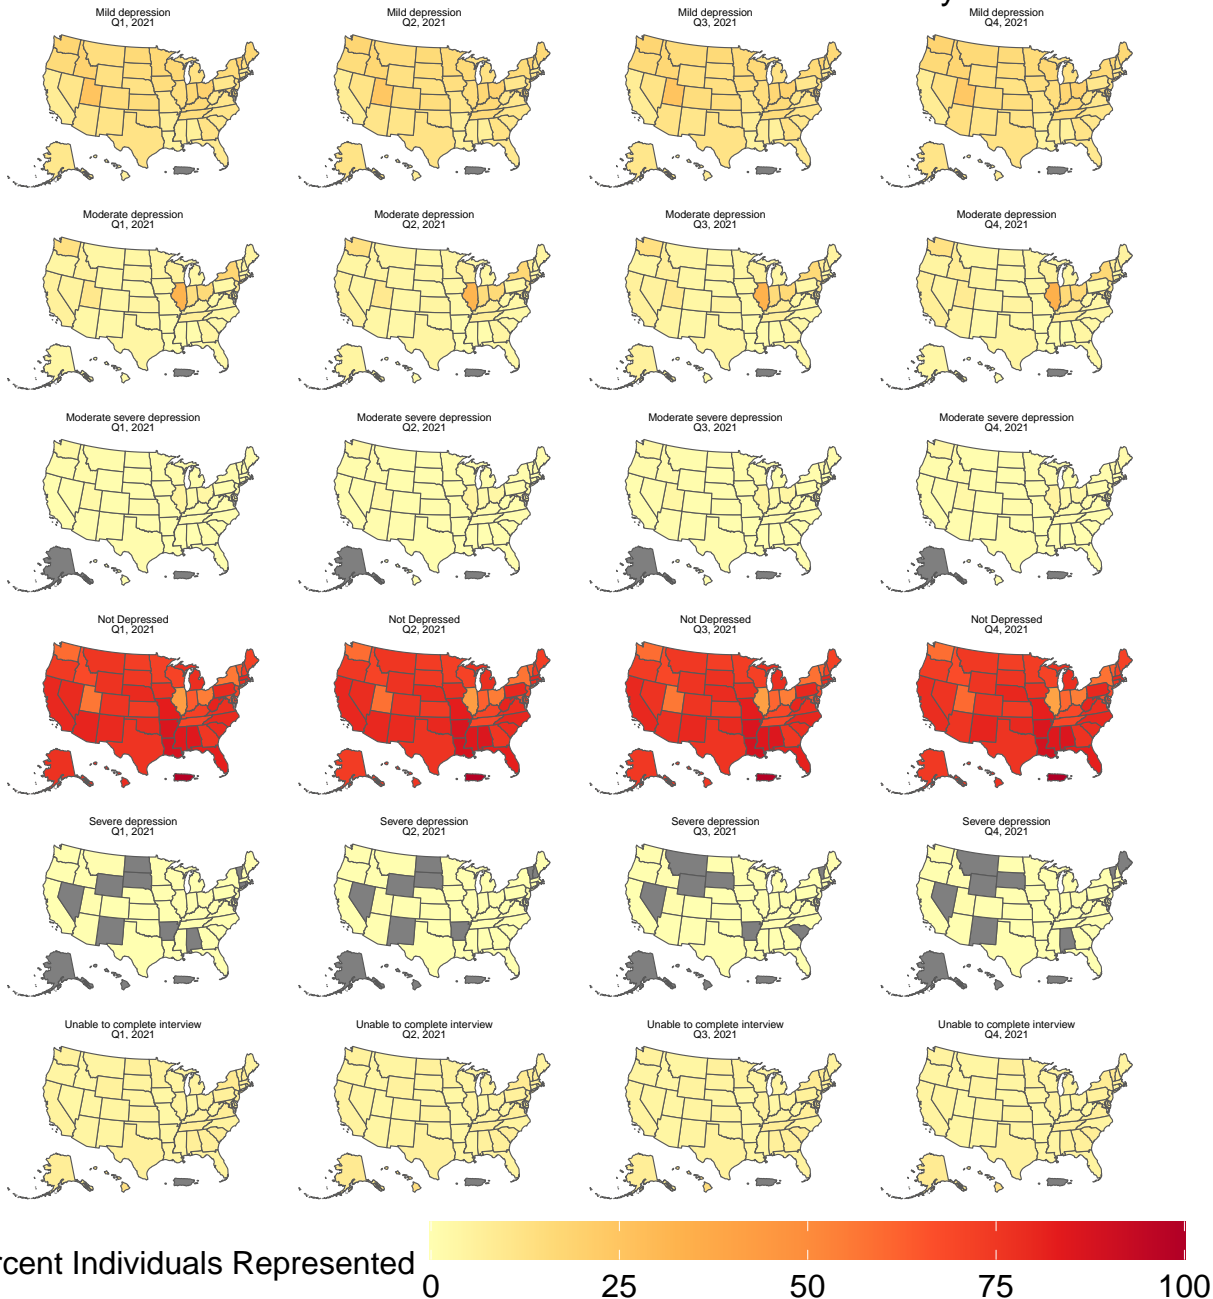 Mild depression
Q1, 2021
Mild depression
Q2, 2021
Mild depression
Q3, 2021
Mild depression
Q4, 2021
Moderate depression
Q1, 2021
Moderate depression
Q2, 2021
Moderate depression
Q3, 2021
Moderate depression
Q4, 2021
Moderate severe depression
Q1, 2021
Moderate severe depression
Q2, 2021
Moderate severe depression
Q3, 2021
Moderate severe depression
Q4, 2021
Not Depressed
Q1, 2021
Not Depressed
Q2, 2021
Not Depressed
Q3, 2021
Not Depressed
Q4, 2021
Severe depression
Q1, 2021
Severe depression
Q2, 2021
Severe depression
Q3, 2021
Severe depression
Q4, 2021
Unable to complete interview
Q1, 2021
Unable to complete interview
Q2, 2021
Unable to complete interview
Q3, 2021
Unable to complete interview
Q4, 2021
rcent Individuals Represented
0 25 50 75 100